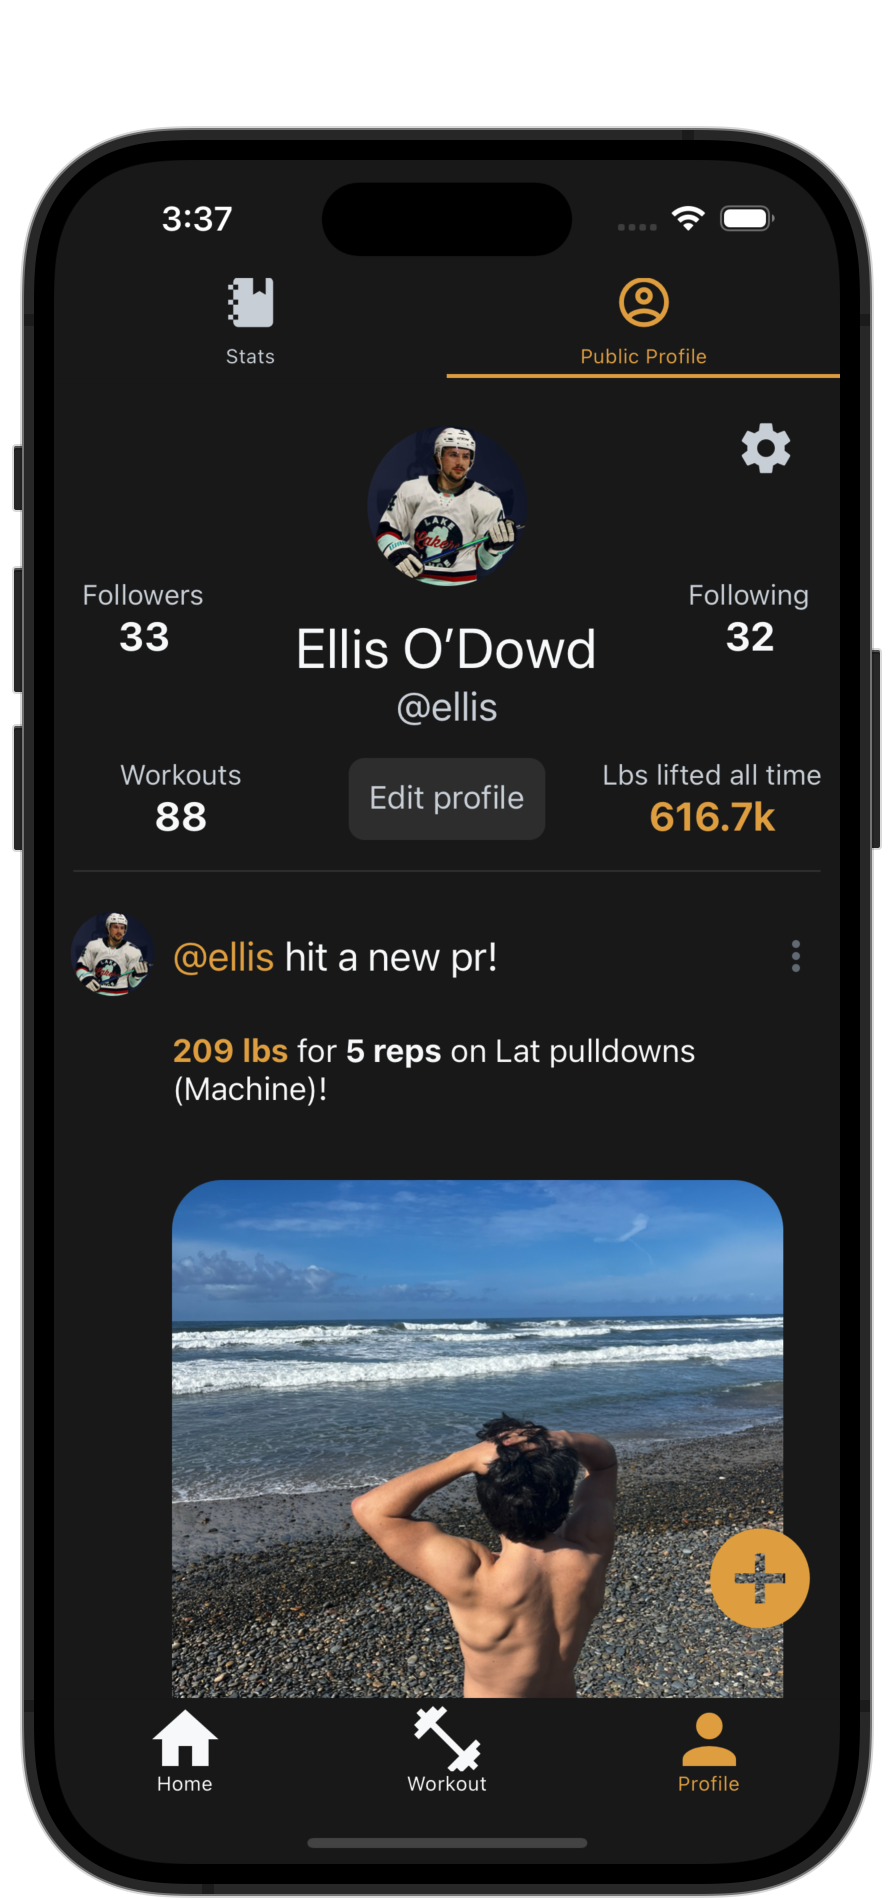 3:37
Stats
Public Profile
LAKE
Lakers
Followers
33
Following
32
Ellis O’Dowd
@ellis
Workouts
88
Edit profile
Lbs lifted all time
616.7k
@ellis hit a new pr!
209 lbs for 5 reps on Lat pulldowns
(Machine)!
Home
Workout
Profile